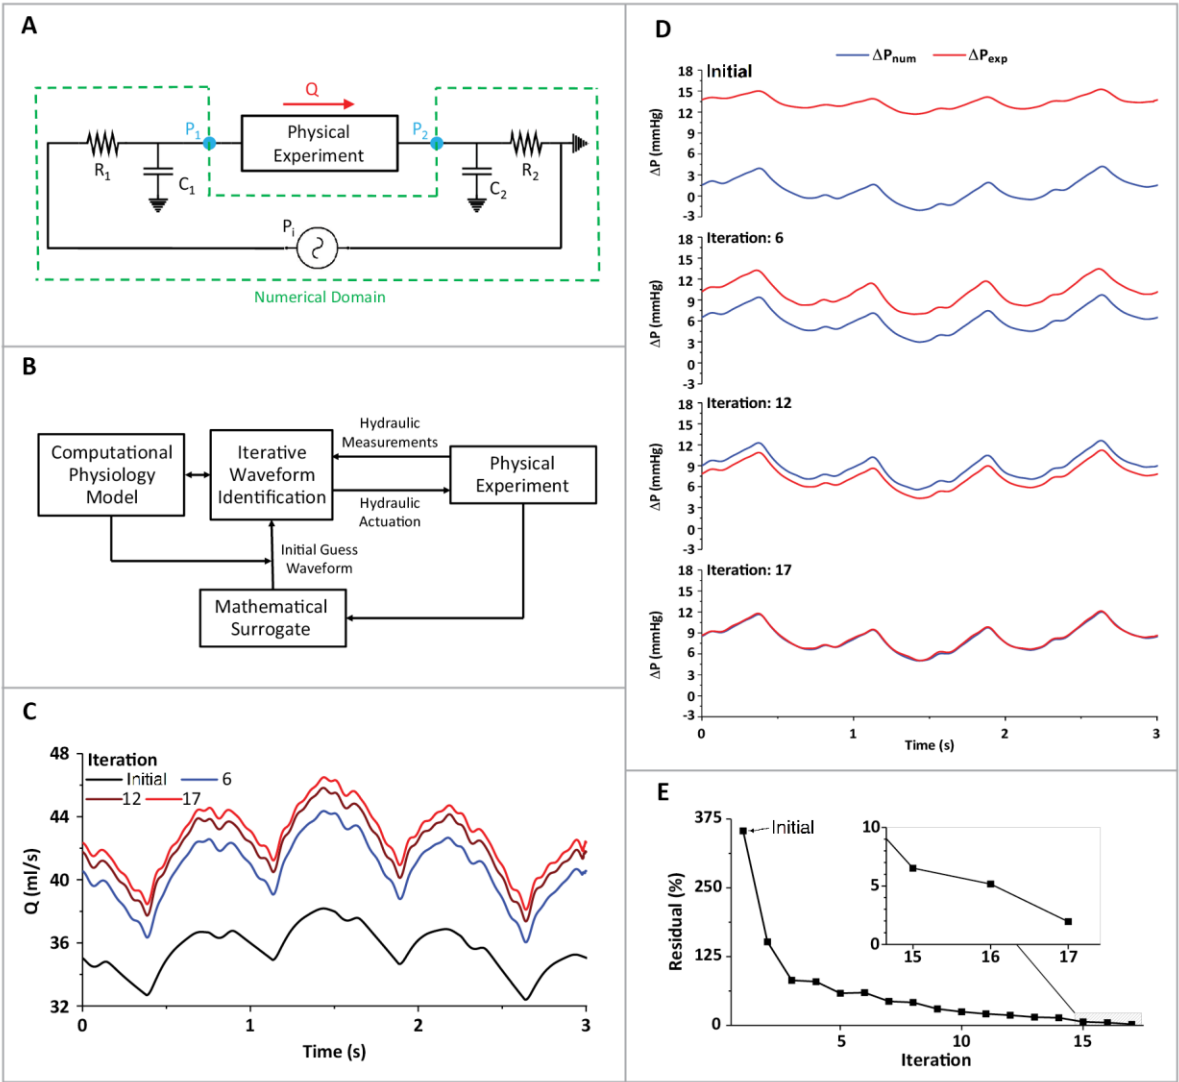 A
Q
P1
P2
Physical
Experiment
R1
C1
C2
R2
Pi
Numerical Domain
B
Computational
Physiology
Model
Iterative
Waveform
Identification
Hydraulic
Measurements
Hydraulic
Actuation
Physical
Experiment
Initial Guess
Waveform
Mathematical
Surrogate
C
Iteration
Initial 6
12 17
48
44
40
36
32
Q (ml/s)
0 1 2 3
Time (s)
D
ΔPnum ΔPexp
Initial
18
15
12
9
6
3
0
-3
ΔP (mmHg)
Iteration: 6
18
15
12
9
6
3
0
-3
ΔP (mmHg)
Iteration: 12
18
15
12
9
6
3
0
-3
ΔP (mmHg)
Iteration: 17
18
15
12
9
6
3
0
-3
ΔP (mmHg)
0 1 2 3
Time (s)
E
375
250
125
0
Residual (%)
Initial
10
5
0
15 16 17
5 10 15
Iteration